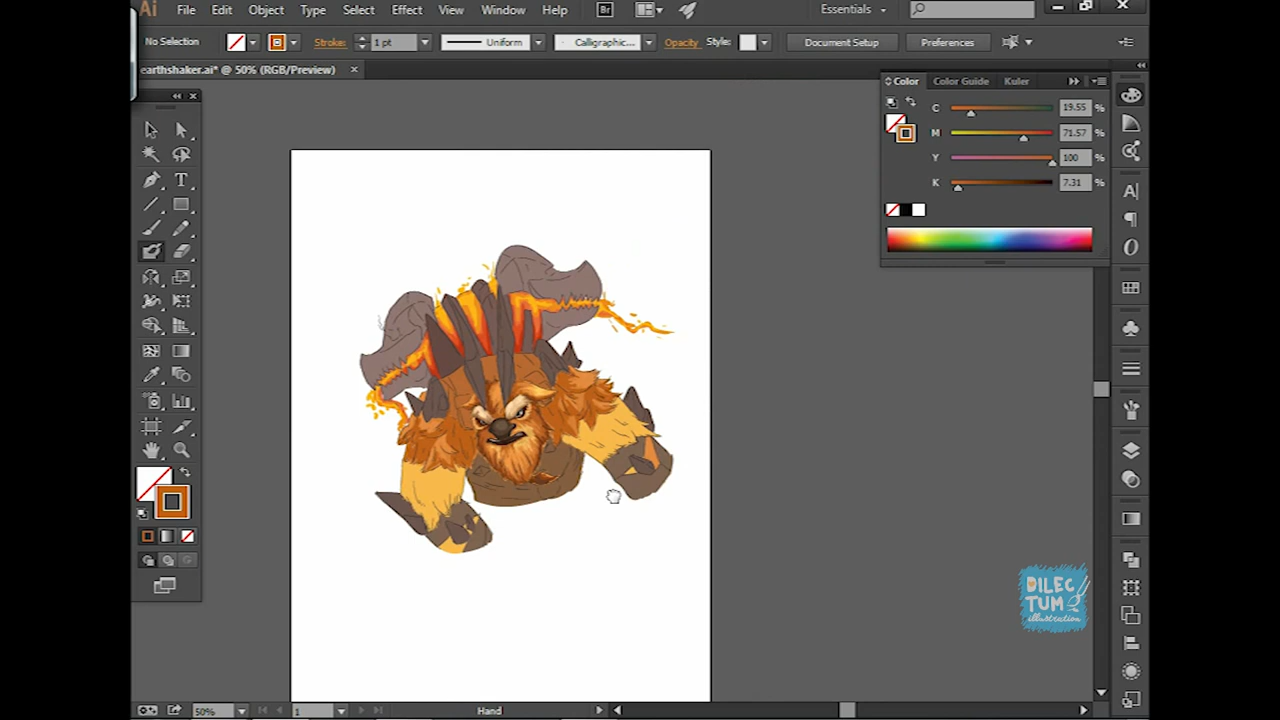 Ai File Edit Object Type Select Effect View Window Help Br Essentials
No Selection Stroke: 1 pt Uniform Calligraphic... Opacity Style: Document Setup Preferences
earthshaker.ai* @ 50% (RGB/Preview)
Color Color Guide Kuler
C 19.55 %
M 71.57 %
Y 100 %
K 7.31 %
DILEC
TUM
illustration
50% 1 Hand